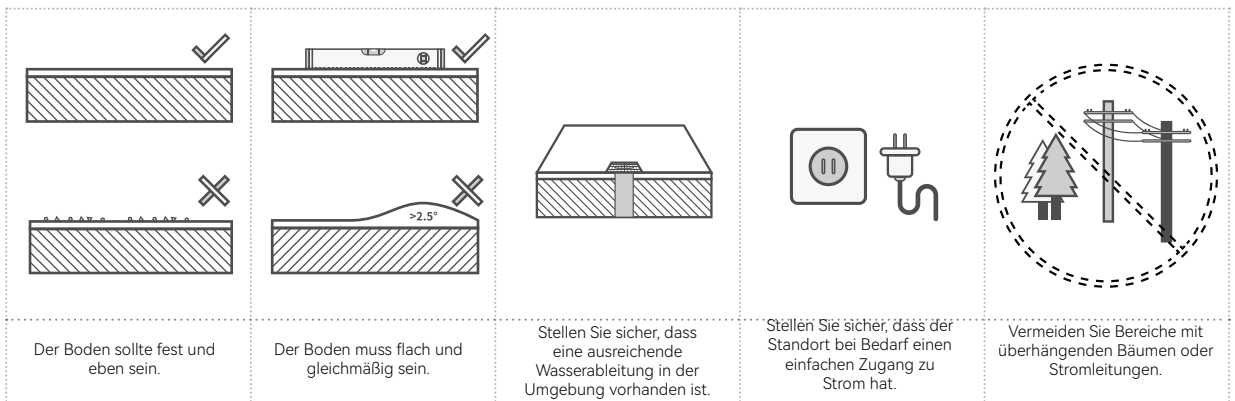 >2.5°
Der Boden sollte fest und
eben sein.
Der Boden muss flach und
gleichmäßig sein.
Stellen Sie sicher, dass
eine ausreichende
Wasserableitung in der
Umgebung vorhanden ist.
Stellen Sie sicher, dass der
Standort bei Bedarf einen
einfachen Zugang zu
Strom hat.
Vermeiden Sie Bereiche mit
überhängenden Bäumen oder
Stromleitungen.